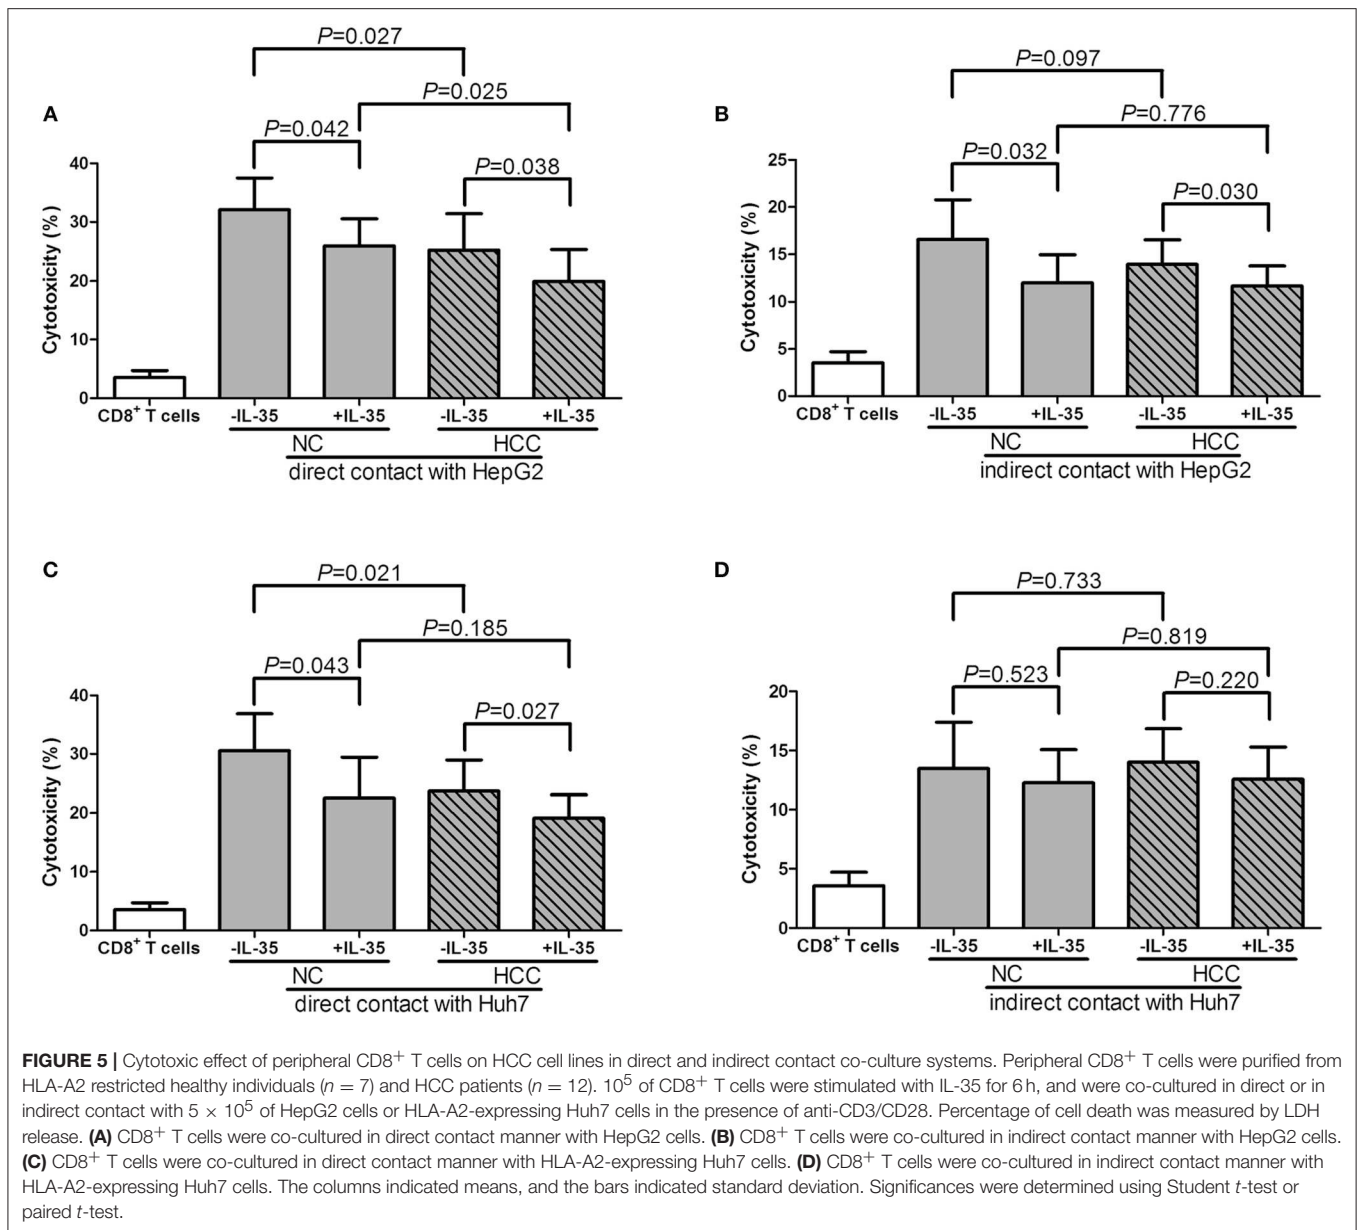 A
P=0.027
P=0.025
P=0.042
P=0.038
Cytotoxicity (%)
40
30
20
10
0
CD8+ T cells
-IL-35
+IL-35
-IL-35
+IL-35
NC
HCC
direct contact with HepG2
B
P=0.097
P=0.776
P=0.032
P=0.030
Cytotoxicity (%)
25
20
15
10
5
0
CD8+ T cells
-IL-35
+IL-35
-IL-35
+IL-35
NC
HCC
indirect contact with HepG2
C
P=0.021
P=0.185
P=0.043
P=0.027
Cytotoxicity (%)
40
30
20
10
0
CD8+ T cells
-IL-35
+IL-35
-IL-35
+IL-35
NC
HCC
direct contact with Huh7
D
P=0.733
P=0.819
P=0.523
P=0.220
Cytotoxicity (%)
20
15
10
5
0
CD8+ T cells
-IL-35
+IL-35
-IL-35
+IL-35
NC
HCC
indirect contact with Huh7
FIGURE 5 | Cytotoxic effect of peripheral CD8+ T cells on HCC cell lines in direct and indirect contact co-culture systems. Peripheral CD8+ T cells were purified from
HLA-A2 restricted healthy individuals (n = 7) and HCC patients (n = 12). 10⁵ of CD8+ T cells were stimulated with IL-35 for 6 h, and were co-cultured in direct or in
indirect contact with 5 × 10⁵ of HepG2 cells or HLA-A2-expressing Huh7 cells in the presence of anti-CD3/CD28. Percentage of cell death was measured by LDH
release. (A) CD8+ T cells were co-cultured in direct contact manner with HepG2 cells. (B) CD8+ T cells were co-cultured in indirect contact manner with HepG2 cells.
(C) CD8+ T cells were co-cultured in direct contact manner with HLA-A2-expressing Huh7 cells. (D) CD8+ T cells were co-cultured in indirect contact manner with
HLA-A2-expressing Huh7 cells. The columns indicated means, and the bars indicated standard deviation. Significances were determined using Student t-test or
paired t-test.